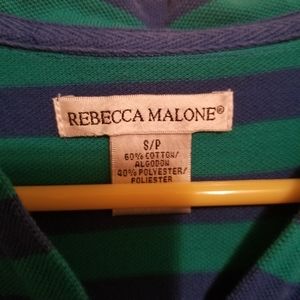 REBECCA MALONE®
S/P
60% COTTON/
ALGODON
40% POLYESTER/
POLIESTER